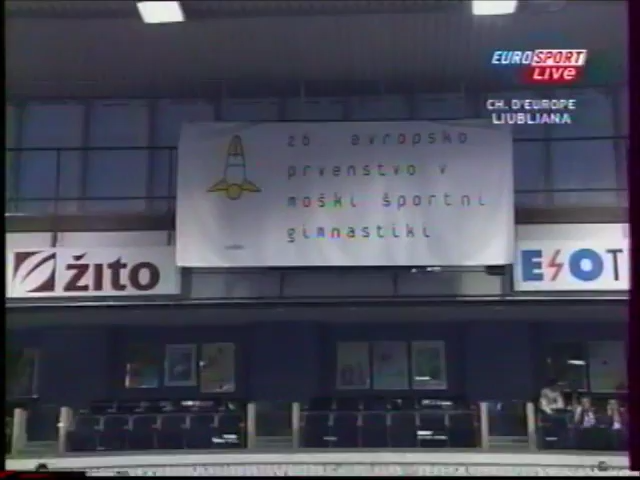 EUROSPORT
LIVE
CH. D'EUROPE
LJUBLJANA
26 evropsko
prvenstvo v
moški športni
gimnastiki
žito
ESOT